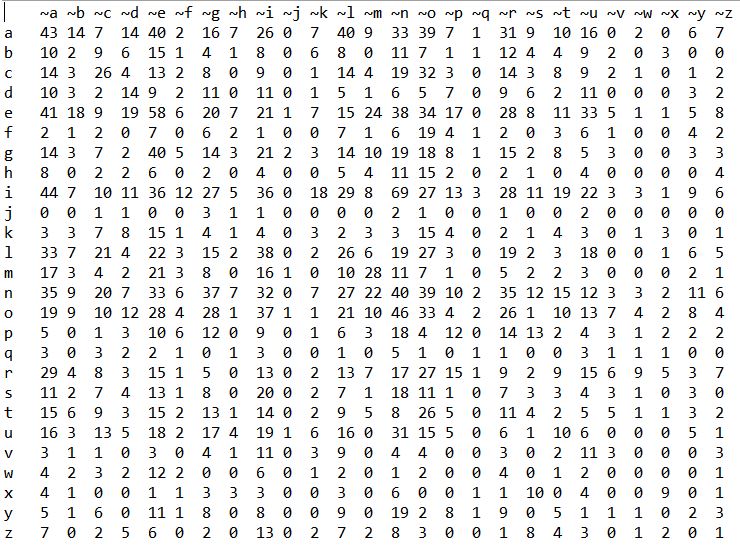 ~a ~b ~c ~d ~e ~f ~g ~h ~i ~j ~k ~l ~m ~n ~o ~p ~q ~r ~s ~t ~u ~v ~w ~x ~y ~z
a 43 14 7 14 40 2 16 7 26 0 7 40 9 33 39 7 1 31 9 10 16 0 2 0 6 7
b 10 2 9 6 15 1 4 1 8 0 6 8 0 11 7 1 1 12 4 4 9 2 0 3 0 0
c 14 3 26 4 13 2 8 0 9 0 1 14 4 19 32 3 0 14 3 8 9 2 1 0 1 2
d 10 3 2 14 9 2 11 0 11 0 1 5 1 6 5 7 0 9 6 2 11 0 0 0 3 2
e 41 18 9 19 58 6 20 7 21 1 7 15 24 38 34 17 0 28 8 11 33 5 1 1 5 8
f 2 1 2 0 7 0 6 2 1 0 0 7 1 6 19 4 1 2 0 3 6 1 0 0 4 2
g 14 3 7 2 40 5 14 3 21 2 3 14 10 19 18 8 1 15 2 8 5 3 0 0 3 3
h 8 0 2 2 6 0 2 0 4 0 0 5 4 11 15 2 0 2 1 0 4 0 0 0 0 4
i 44 7 10 11 36 12 27 5 36 0 18 29 8 69 27 13 3 28 11 19 22 3 3 1 9 6
j 0 0 1 1 0 0 3 1 1 0 0 0 0 2 1 0 0 1 0 0 2 0 0 0 0 0
k 3 3 7 8 15 1 4 1 4 0 3 2 3 3 15 4 0 2 1 4 3 0 1 3 0 1
l 33 7 21 4 22 3 15 2 38 0 2 26 6 19 27 3 0 19 2 3 18 0 0 1 6 5
m 17 3 4 2 21 3 8 0 16 1 0 10 28 11 7 1 0 5 2 2 3 0 0 0 2 1
n 35 9 20 7 33 6 37 7 32 0 7 27 22 40 39 10 2 35 12 15 12 3 3 2 11 6
o 19 9 10 12 28 4 28 1 37 1 1 21 10 46 33 4 2 26 1 10 13 7 4 2 8 4
p 5 0 1 3 10 6 12 0 9 0 1 6 3 18 4 12 0 14 13 2 4 3 1 2 2 2
q 3 0 3 2 2 1 0 1 3 0 0 1 0 5 1 0 1 1 0 0 3 1 1 1 0 0
r 29 4 8 3 15 1 5 0 13 0 2 13 7 17 27 15 1 9 2 9 15 6 9 5 3 7
s 11 2 7 4 13 1 8 0 20 0 2 7 1 18 11 1 0 7 3 3 4 3 1 0 3 0
t 15 6 9 3 15 2 13 1 14 0 2 9 5 8 26 5 0 11 4 2 5 5 1 1 3 2
u 16 3 13 5 18 2 17 4 19 1 6 16 0 31 15 5 0 6 1 10 6 0 0 0 5 1
v 3 1 1 0 3 0 4 1 11 0 3 9 0 4 4 0 0 3 0 2 11 3 0 0 0 3
w 4 2 3 2 12 2 0 0 6 0 1 2 0 1 2 0 0 4 0 1 2 0 0 0 0 1
x 4 1 0 0 1 1 3 3 3 0 0 3 0 6 0 0 1 1 10 0 4 0 0 9 0 1
y 5 1 6 0 11 1 8 0 8 0 0 9 0 19 2 8 1 9 0 5 1 1 1 0 2 3
z 7 0 2 5 6 0 2 0 13 0 2 7 2 8 3 0 0 1 8 4 3 0 1 2 0 1